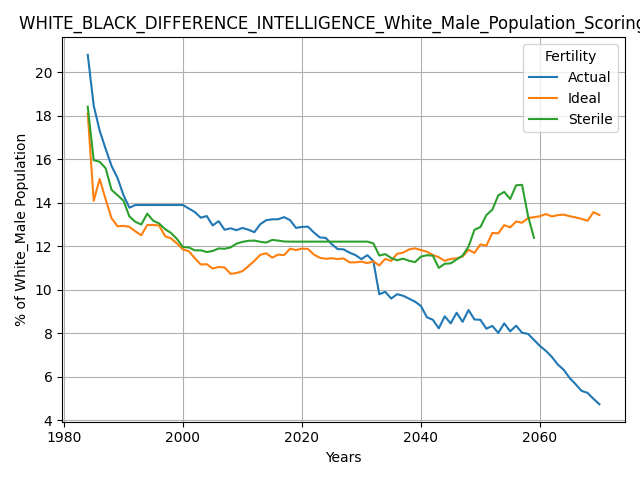 WHITE_BLACK_DIFFERENCE_INTELLIGENCE_White_Male_Population_Scoring
Fertility
Actual
Ideal
Sterile
% of White_Male Population
20
18
16
14
12
10
8
6
4
1980 2000 2020 2040 2060
Years